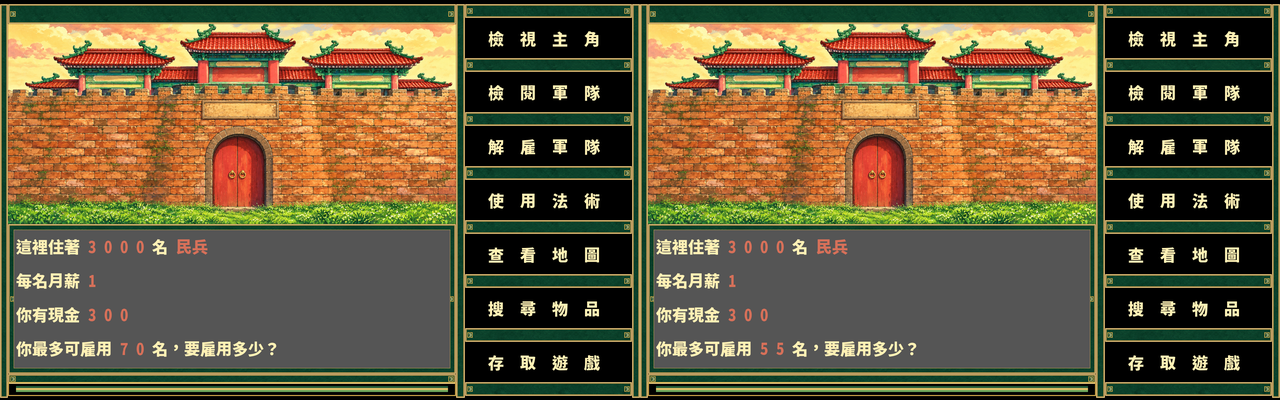 這裡住著 3000 名 民兵
每名月薪 1
你有現金 300
你最多可雇用 70 名，要雇用多少？
檢視主角
檢閱軍隊
解雇軍隊
使用法術
查看地圖
搜尋物品
存取遊戲
這裡住著 3000 名 民兵
每名月薪 1
你有現金 300
你最多可雇用 55 名，要雇用多少？
檢視主角
檢閱軍隊
解雇軍隊
使用法術
查看地圖
搜尋物品
存取遊戲